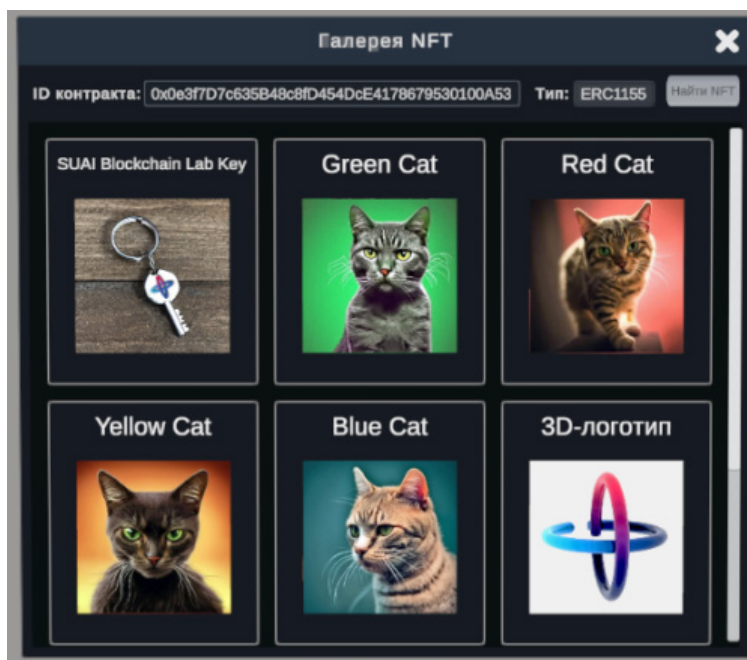 Галерея NFT
ID контракта: 0x0e3f7D7c635B48c8fD454DcE4178679530100A53 Тип: ERC1155 Найти NFT
SUAI Blockchain Lab Key Green Cat Red Cat
Yellow Cat Blue Cat 3D-логотип